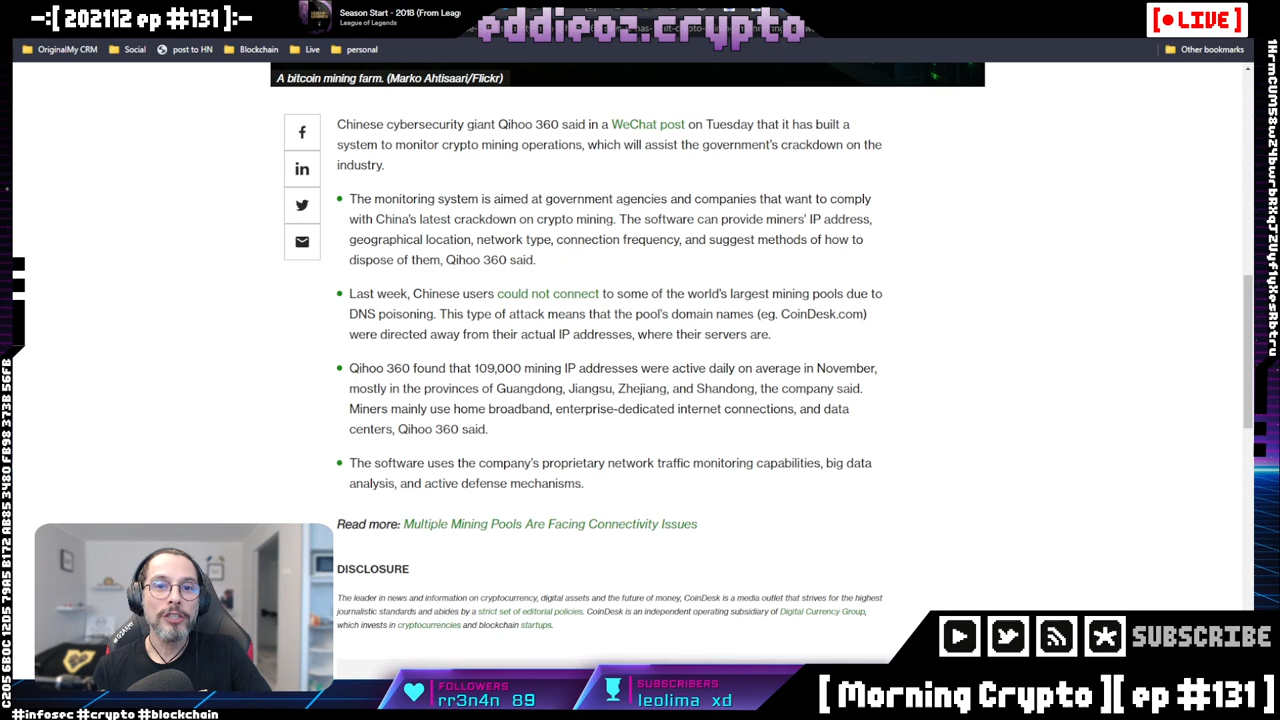 -:[ 202112 ep #131 ]:-
Season Start - 2018 (From Leag
League of Legends
eddieoz.crypto
[ • LIVE ]
OriginalMy CRM
Social
post to HN
Blockchain
Live
personal
Other bookmarks
A bitcoin mining farm. (Marko Ahtisaari/Flickr)
Chinese cybersecurity giant Qihoo 360 said in a WeChat post on Tuesday that it has built a
system to monitor crypto mining operations, which will assist the government's crackdown on the
industry.
The monitoring system is aimed at government agencies and companies that want to comply
with China's latest crackdown on crypto mining. The software can provide miners' IP address,
geographical location, network type, connection frequency, and suggest methods of how to
dispose of them, Qihoo 360 said.
Last week, Chinese users could not connect to some of the world's largest mining pools due to
DNS poisoning. This type of attack means that the pool's domain names (eg. CoinDesk.com)
were directed away from their actual IP addresses, where their servers are.
Qihoo 360 found that 109,000 mining IP addresses were active daily on average in November,
mostly in the provinces of Guangdong, Jiangsu, Zhejiang, and Shandong, the company said.
Miners mainly use home broadband, enterprise-dedicated internet connections, and data
centers, Qihoo 360 said.
The software uses the company's proprietary network traffic monitoring capabilities, big data
analysis, and active defense mechanisms.
Read more: Multiple Mining Pools Are Facing Connectivity Issues
DISCLOSURE
The leader in news and information on cryptocurrency, digital assets and the future of money, CoinDesk is a media outlet that strives for the highest
journalistic standards and abides by a strict set of editorial policies. CoinDesk is an independent operating subsidiary of Digital Currency Group,
which invests in cryptocurrencies and blockchain startups.
SUBSCRIBE
FOLLOWERS
rr3n4n 89
SUBSCRIBERS
leolima xd
[ Morning Crypto ][ ep #131 ]
#infosec #crypto #blockchain